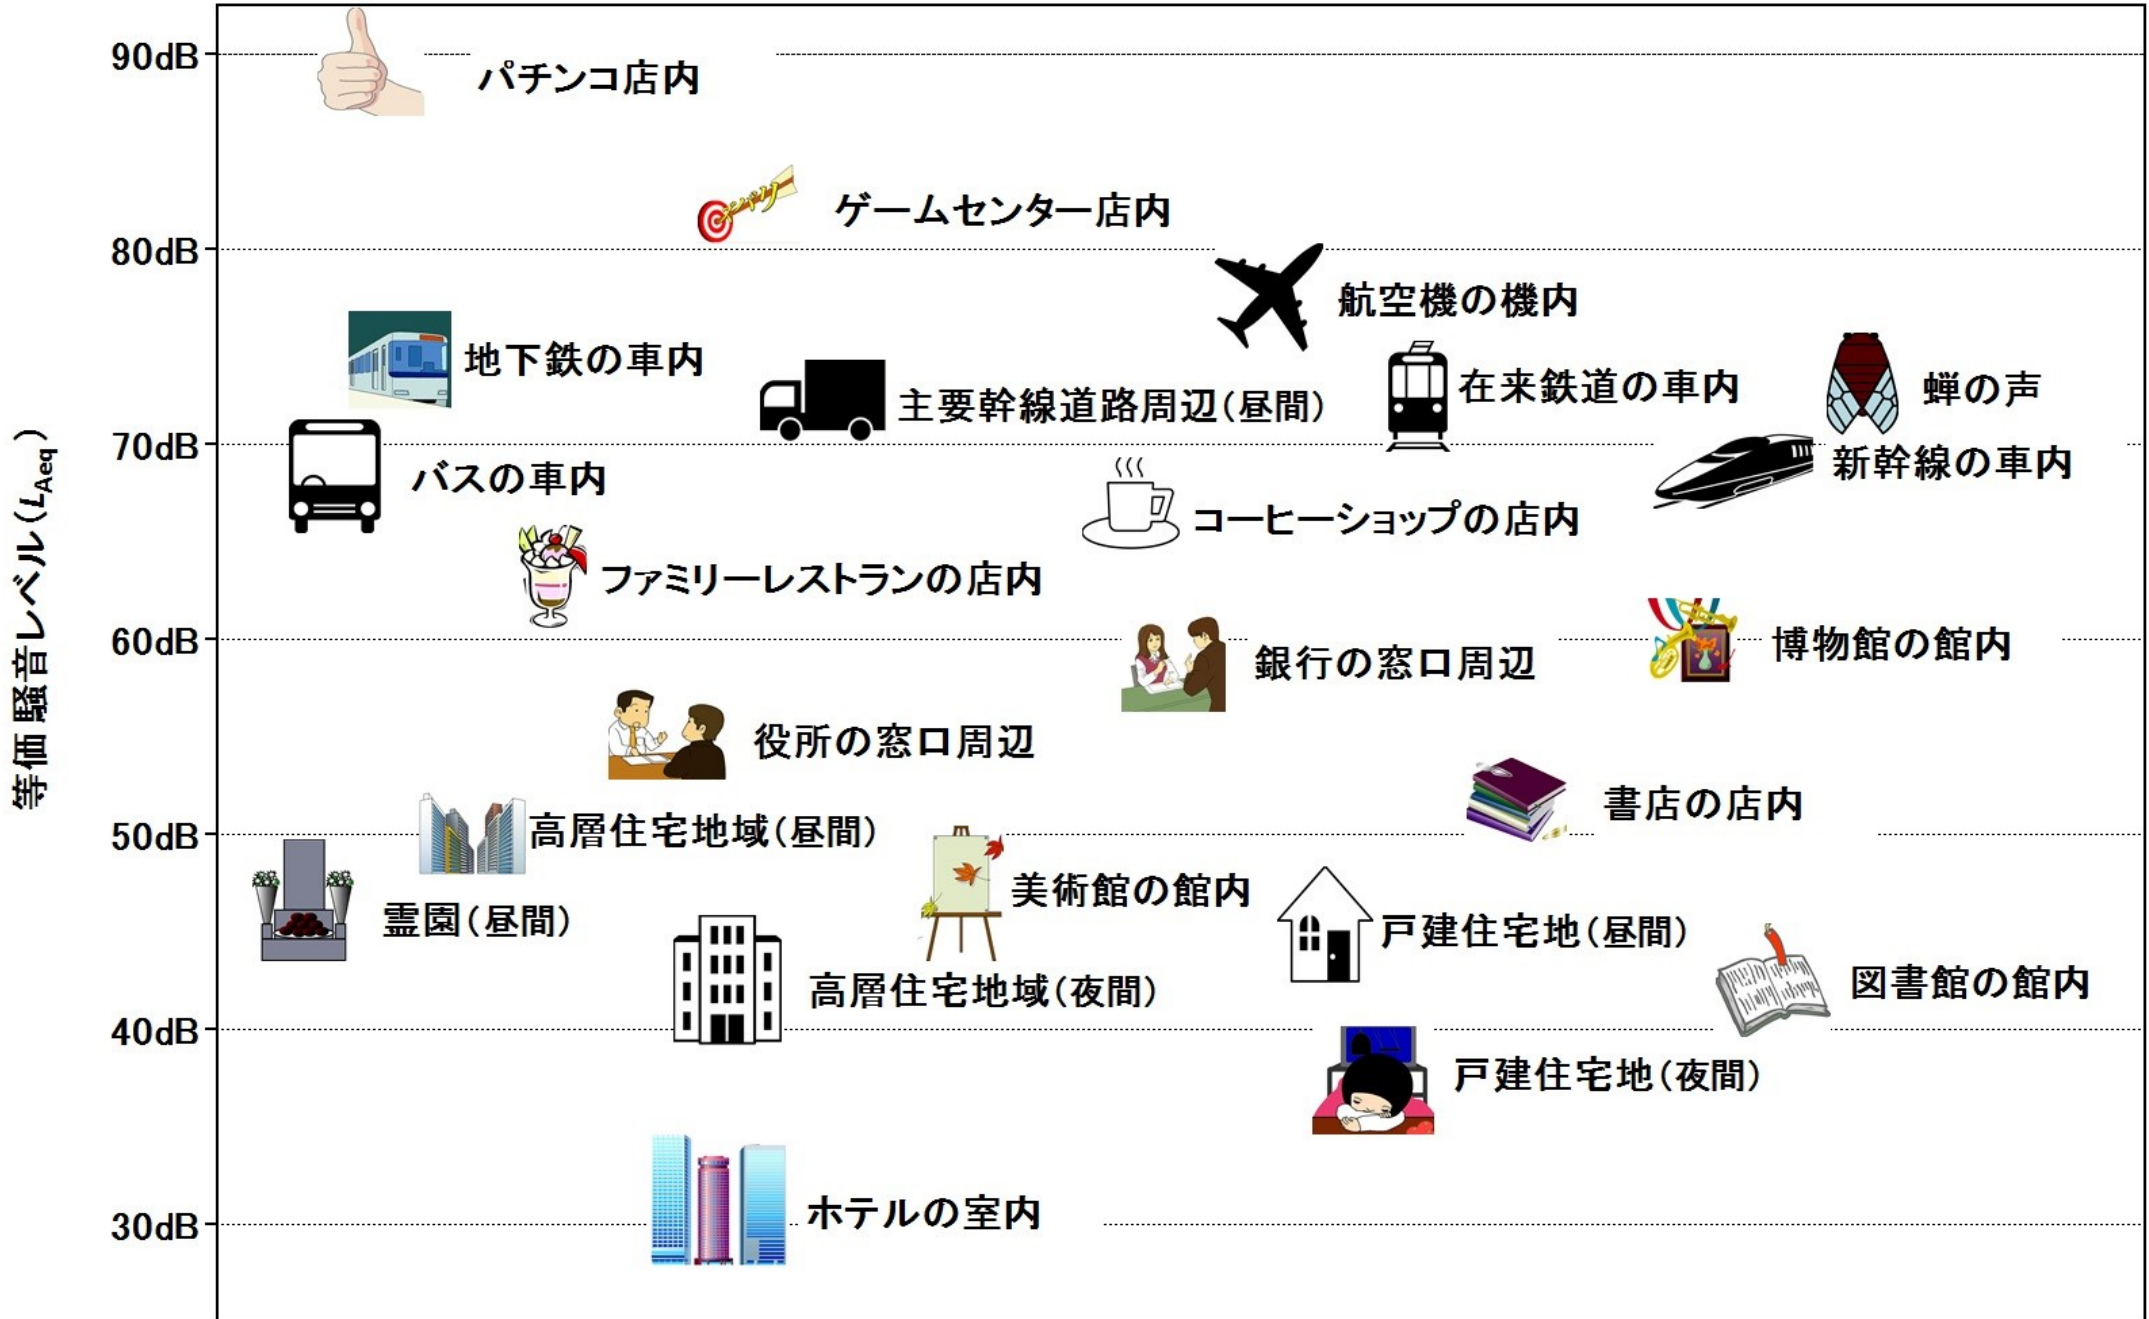 90dB
パチンコ店内
ゲームセンター店内
80dB
航空機の機内
地下鉄の車内
在来鉄道の車内
蝉の声
主要幹線道路周辺（昼間）
70dB
新幹線の車内
バスの車内
コーヒーショップの店内
ファミリーレストランの店内
等価騒音レベル（LAeq）
60dB
博物館の館内
銀行の窓口周辺
役所の窓口周辺
書店の店内
50dB
高層住宅地域（昼間）
美術館の館内
霊園（昼間）
戸建住宅地（昼間）
図書館の館内
高層住宅地域（夜間）
40dB
戸建住宅地（夜間）
ホテルの室内
30dB